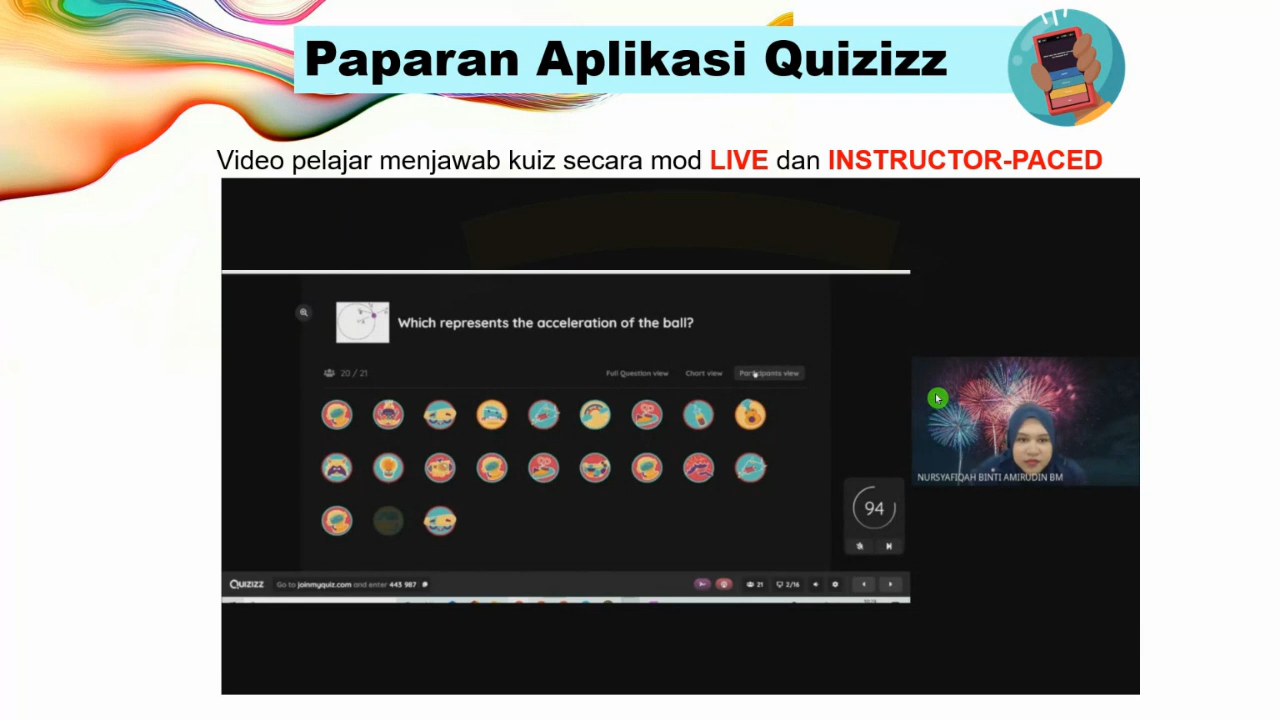 Paparan Aplikasi Quizizz
Video pelajar menjawab kuiz secara mod LIVE dan INSTRUCTOR-PACED
Which represents the acceleration of the ball?
20 / 21
Full Question view
Chart view
Participants view
NURSYAFIQAH BINTI AMIRUDIN BM
94
QUIZIZZ
Go to joinmyquiz.com and enter 443 987
21
2/16